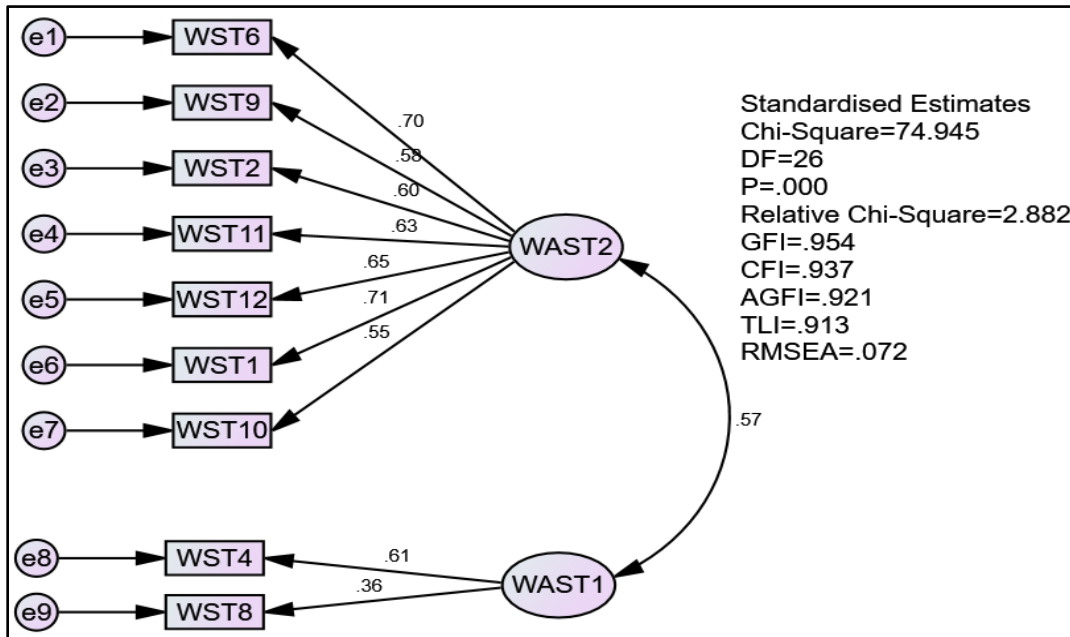 e1 WST6
e2 WST9
e3 WST2
e4 WST11
e5 WST12
e6 WST1
e7 WST10
.70
.58
.60
.63
.65
.71
.55
WAST2
Standardised Estimates
Chi-Square=74.945
DF=26
P=.000
Relative Chi-Square=2.882
GFI=.954
CFI=.937
AGFI=.921
TLI=.913
RMSEA=.072
.57
e8 WST4
e9 WST8
.61
.36
WAST1